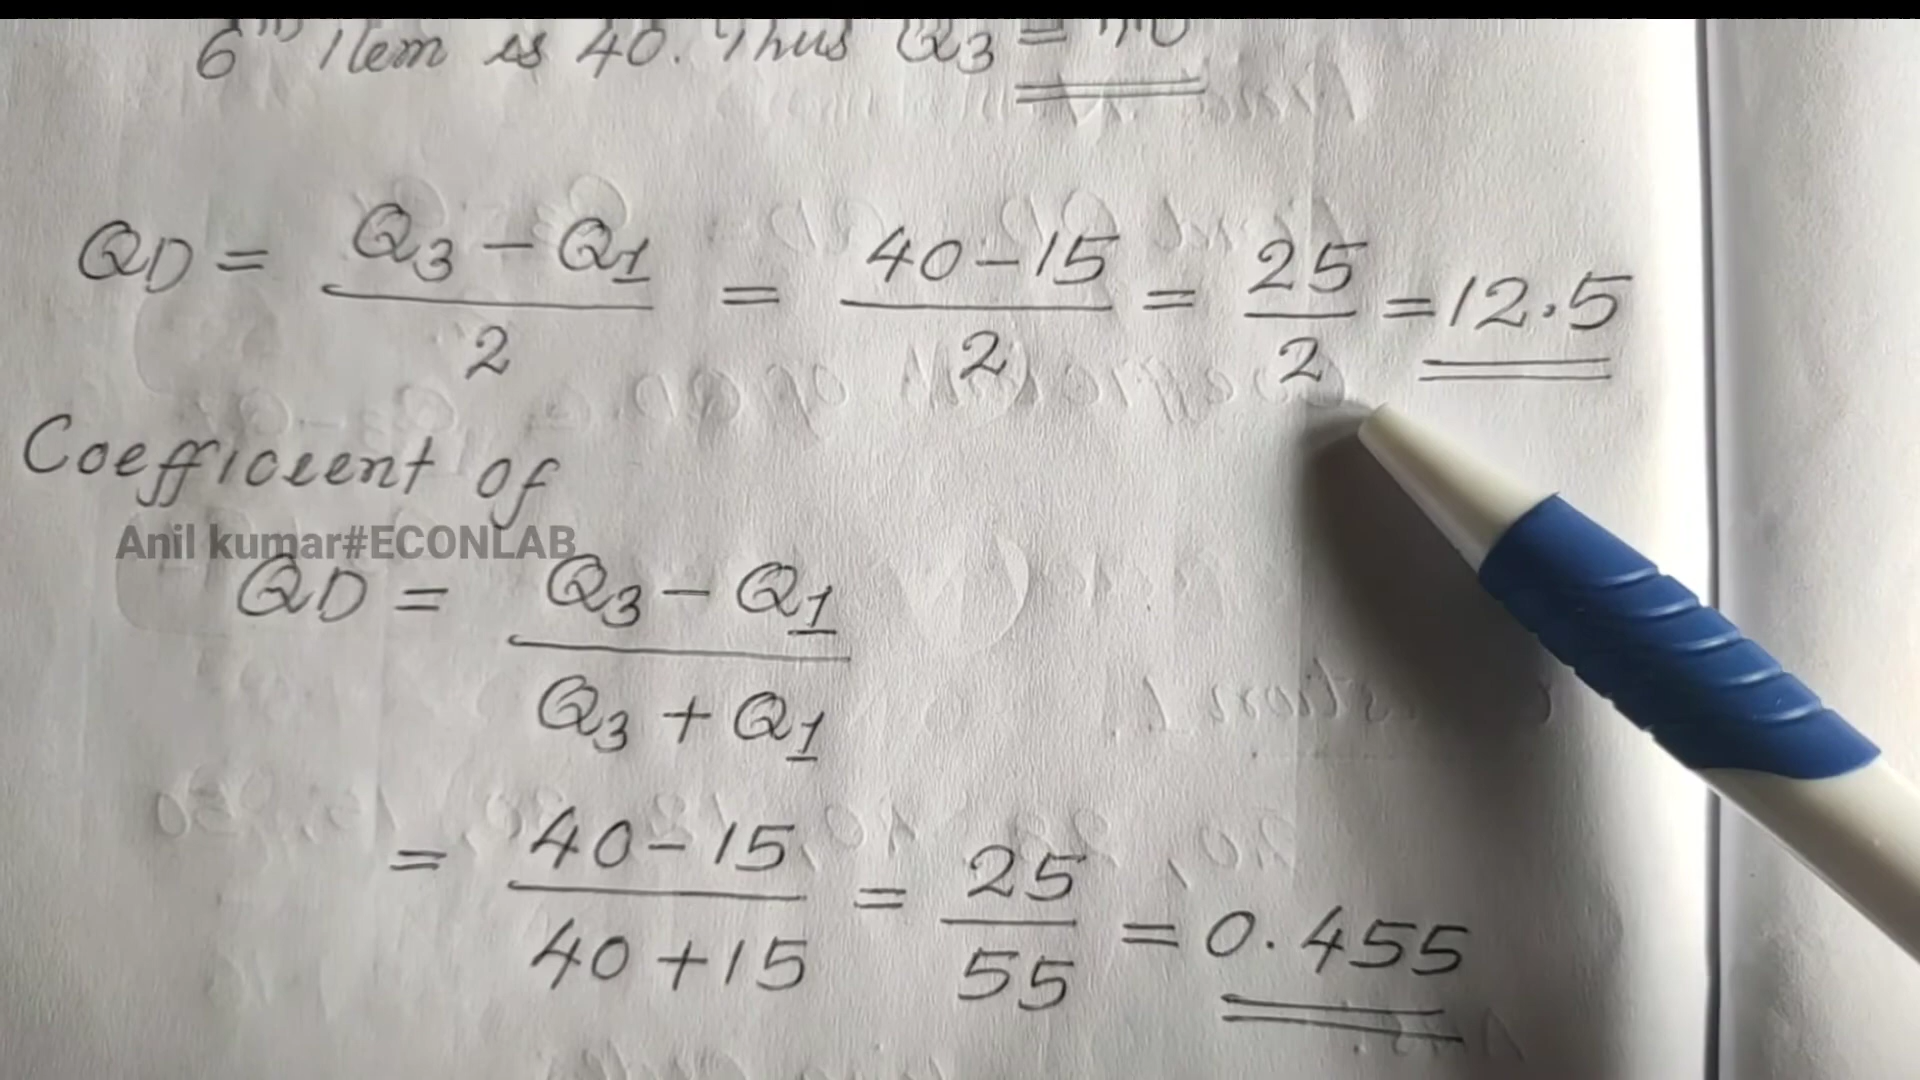 6th Item is 40. Thus Q3 = 40
QD = Q3 - Q1 / 2 = 40 - 15 / 2 = 25 / 2 = 12.5
Coefficient of
Anil kumar#ECONLAB
QD = Q3 - Q1 / Q3 + Q1
= 40 - 15 / 40 + 15 = 25 / 55 = 0.455